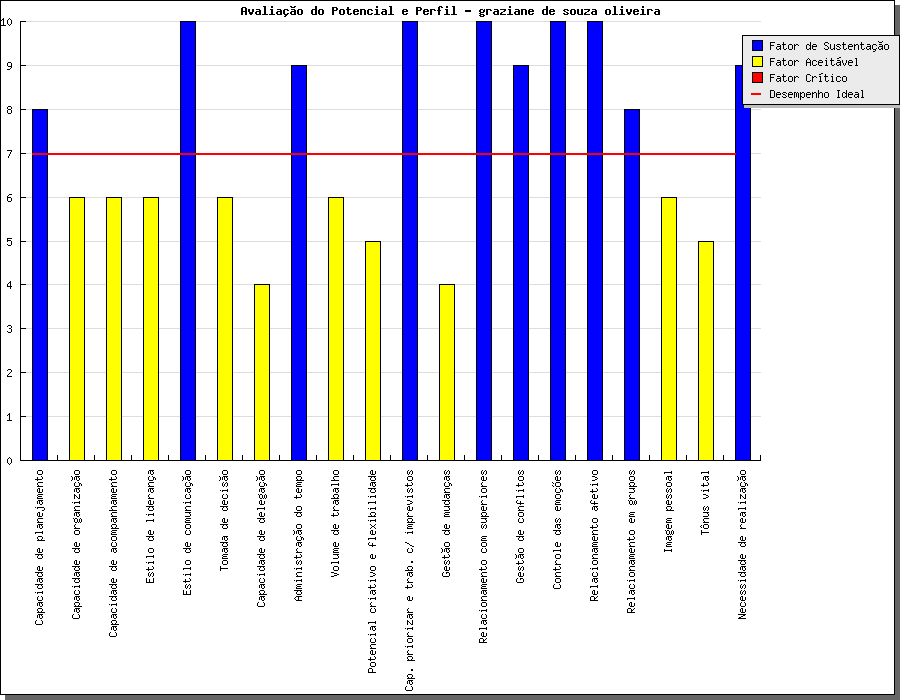 Avaliação do Potencial e Perfil - graziane de souza oliveira
10
9
8
7
6
5
4
3
2
1
0
Fator de Sustentação
Fator Aceitável
Fator Crítico
Desempenho Ideal
Capacidade de planejamento
Capacidade de organização
Capacidade de acompanhamento
Estilo de liderança
Estilo de comunicação
Tomada de decisão
Capacidade de delegação
Administração do tempo
Volume de trabalho
Potencial criativo e flexibilidade
Cap. priorizar e trab. c/ imprevistos
Gestão de mudanças
Relacionamento com superiores
Gestão de conflitos
Controle das emoções
Relacionamento afetivo
Relacionamento em grupos
Imagem pessoal
Tônus vital
Necessidade de realização